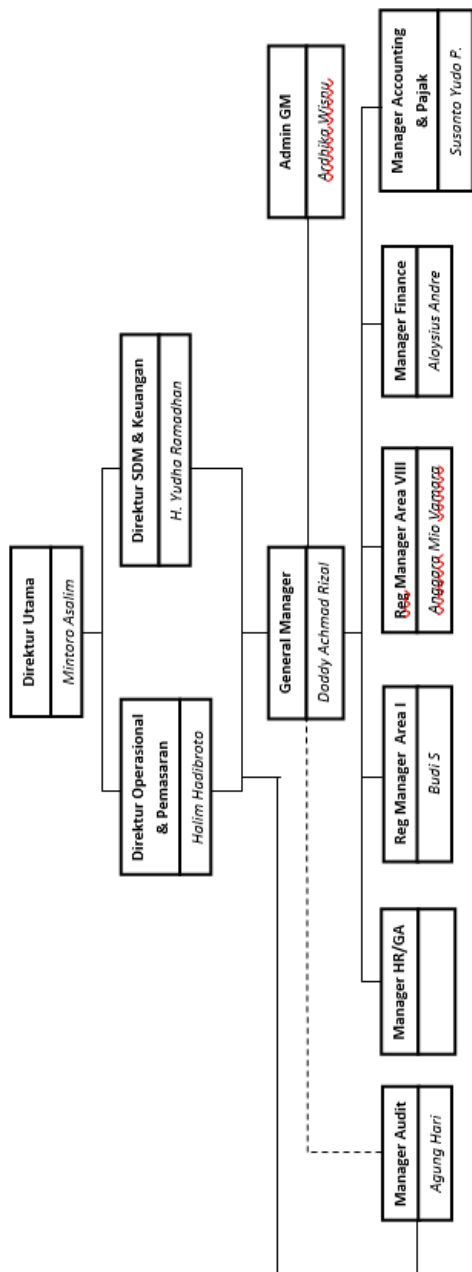 Direktur Utama
Mintoro Asalim
Direktur Operasional
& Pemasaran
Halim Hadibroto
Direktur SDM & Keuangan
H. Yudha Ramadhan
General Manager
Doddy Achmad Rizal
Admin GM
Ardhika Wisnu
Manager Audit
Agung Hari
Manager HR/GA
Reg Manager Area I
Budi S
Reg Manager Area VIII
Anggara Mio Vamara
Manager Finance
Aloysius Andre
Manager Accounting
& Pajak
Susanto Yudo P.